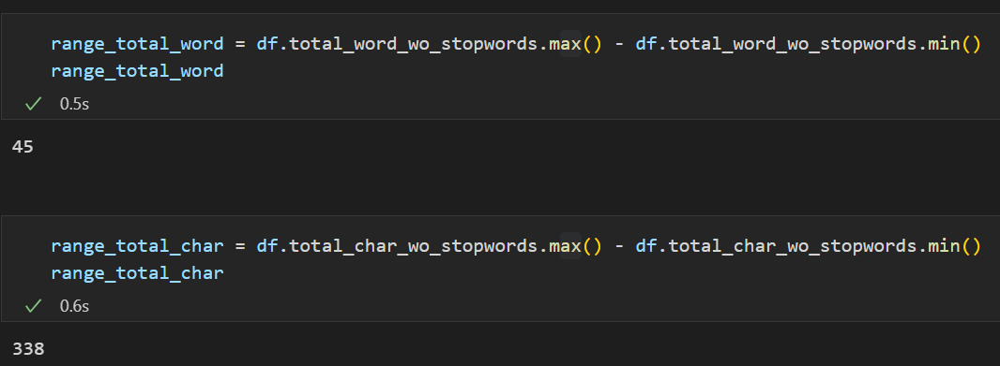 range_total_word = df.total_word_wo_stopwords.max() - df.total_word_wo_stopwords.min()
range_total_word
✓ 0.5s
45
range_total_char = df.total_char_wo_stopwords.max() - df.total_char_wo_stopwords.min()
range_total_char
✓ 0.6s
338